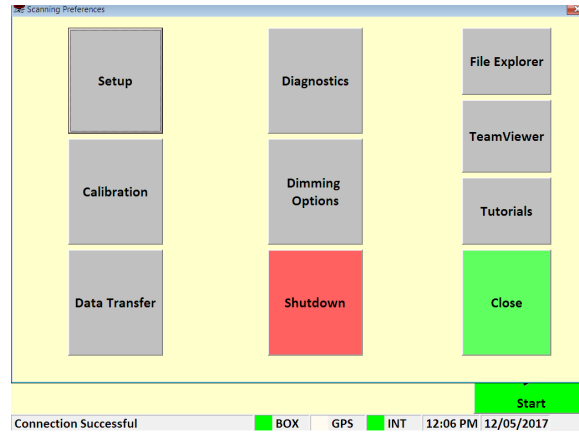 Scanning Preferences
Setup
Diagnostics
File Explorer
TeamViewer
Calibration
Dimming
Options
Tutorials
Data Transfer
Shutdown
Close
Start
Connection Successful BOX GPS INT 12:06 PM 12/05/2017